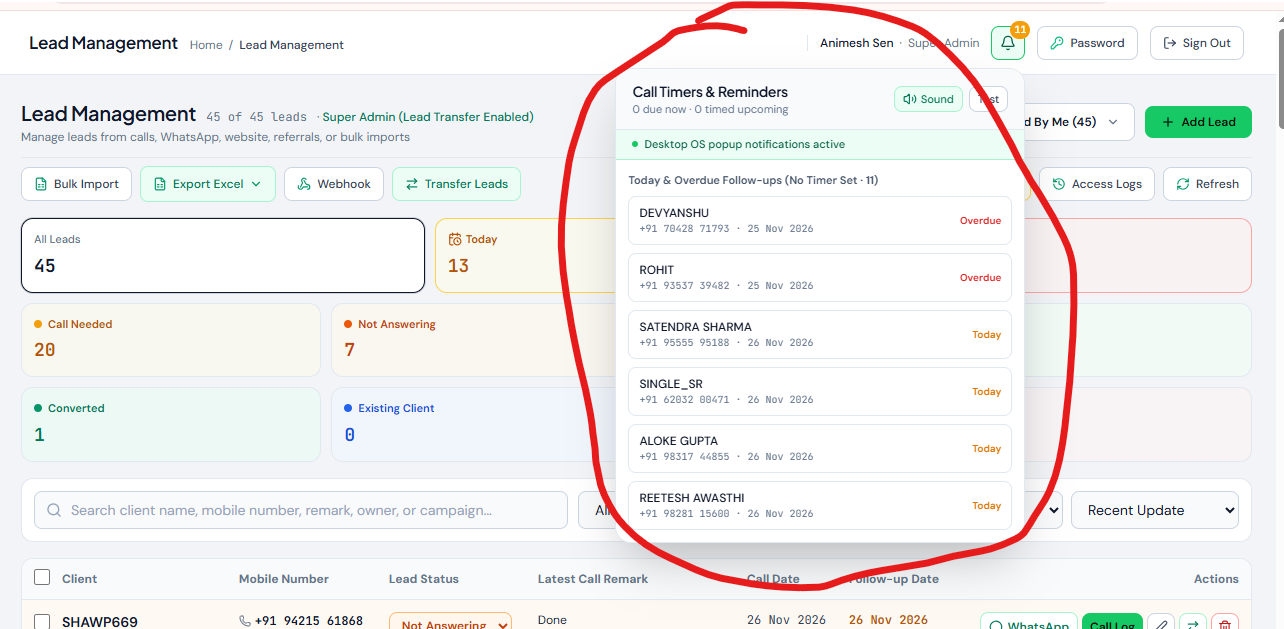 Lead Management Home / Lead Management
Animesh Sen · Super Admin 11 Password Sign Out
Lead Management 45 of 45 leads · Super Admin (Lead Transfer Enabled)
Manage leads from calls, WhatsApp, website, referrals, or bulk imports
d By Me (45) + Add Lead
Bulk Import Export Excel Webhook Transfer Leads
Access Logs Refresh
Call Timers & Reminders
0 due now · 0 timed upcoming
Sound Test
Desktop OS popup notifications active
Today & Overdue Follow-ups (No Timer Set · 11)
DEVYANSHU
+91 70428 71793 · 25 Nov 2026 Overdue
ROHIT
+91 93537 39482 · 25 Nov 2026 Overdue
SATENDRA SHARMA
+91 95555 95188 · 26 Nov 2026 Today
SINGLE_SR
+91 62032 00471 · 26 Nov 2026 Today
ALOKE GUPTA
+91 98317 44855 · 26 Nov 2026 Today
REETESH AWASTHI
+91 98281 15600 · 26 Nov 2026 Today
All Leads
45
Today
13
Call Needed
20
Not Answering
7
Converted
1
Existing Client
0
Search client name, mobile number, remark, owner, or campaign...
All
Recent Update
Client Mobile Number Lead Status Latest Call Remark Call Date Follow-up Date Actions
SHAWP669 +91 94215 61868 Not Answering Done 26 Nov 2026 26 Nov 2026 WhatsApp Call Log